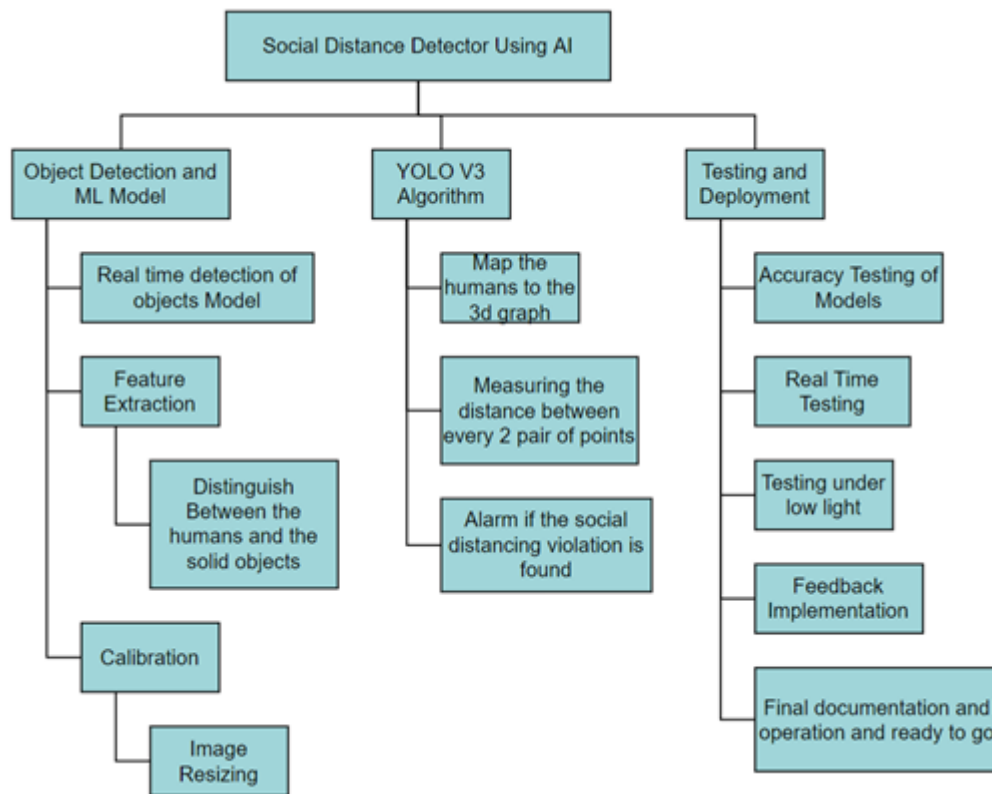 Social Distance Detector Using AI
Object Detection and
ML Model
Real time detection of
objects Model
Feature
Extraction
Distinguish
Between the
humans and the
solid objects
Calibration
Image
Resizing
YOLO V3
Algorithm
Map the
humans to the
3d graph
Measuring the
distance between
every 2 pair of points
Alarm if the social
distancing violation is
found
Testing and
Deployment
Accuracy Testing of
Models
Real Time
Testing
Testing under
low light
Feedback
Implementation
Final documentation and
operation and ready to go